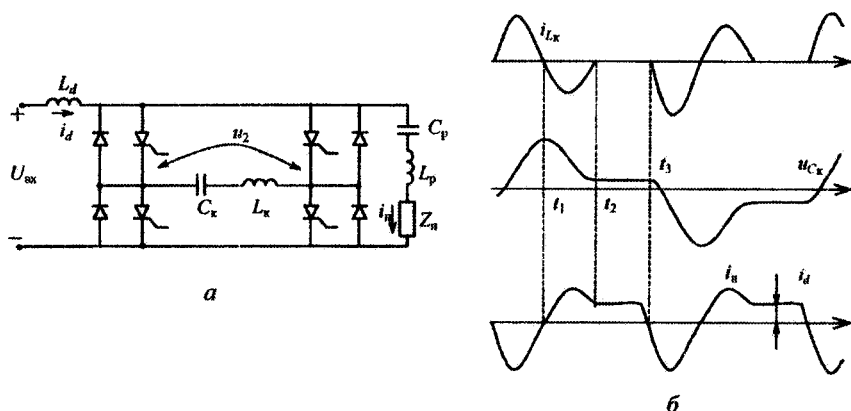 L_d
+
i_d
U_вх
−
u_2
C_к
L_к
C_р
L_р
i_н
Z_н
а
i_Lк
t_1
t_2
t_3
u_Cк
i_н
i_d
б